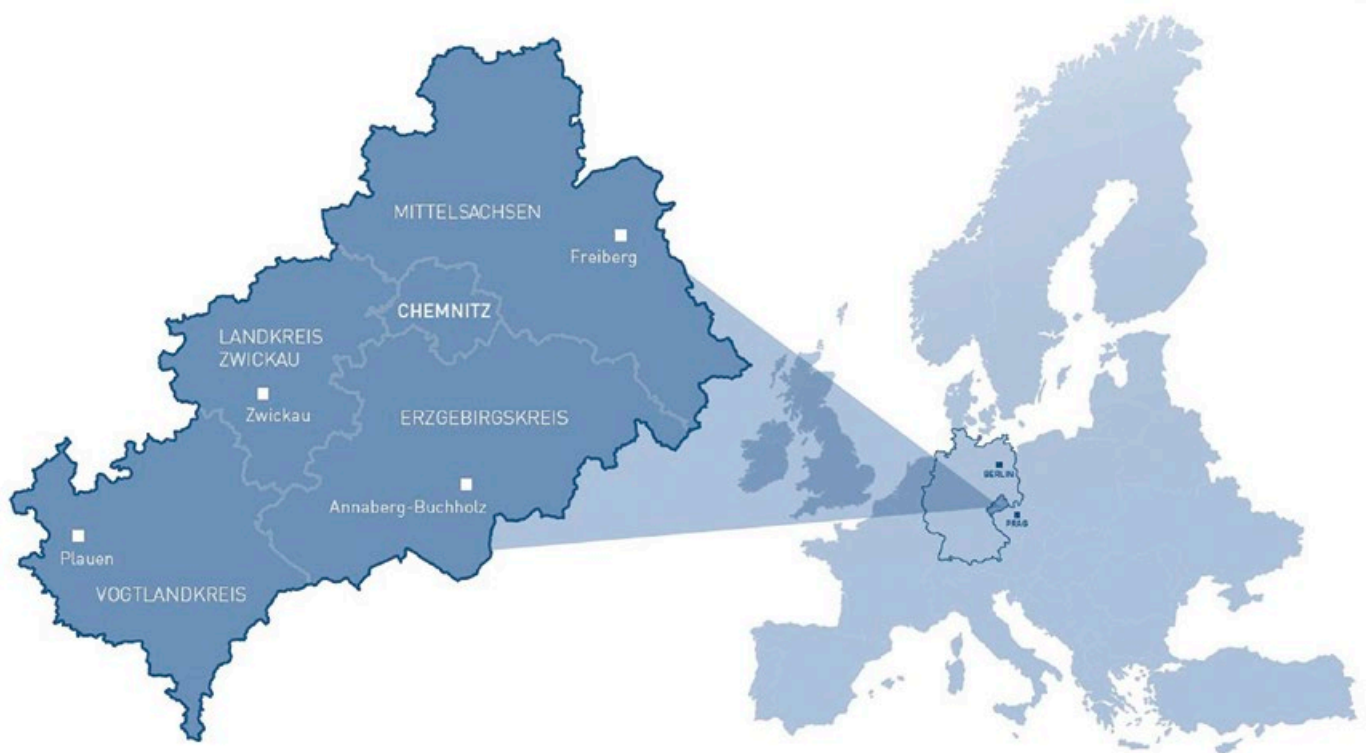 MITTELSACHSEN
Freiberg
CHEMNITZ
LANDKREIS
ZWICKAU
Zwickau
ERZGEBIRGSKREIS
Annaberg-Buchholz
Plauen
VOGTLANDKREIS
BERLIN
PRAG